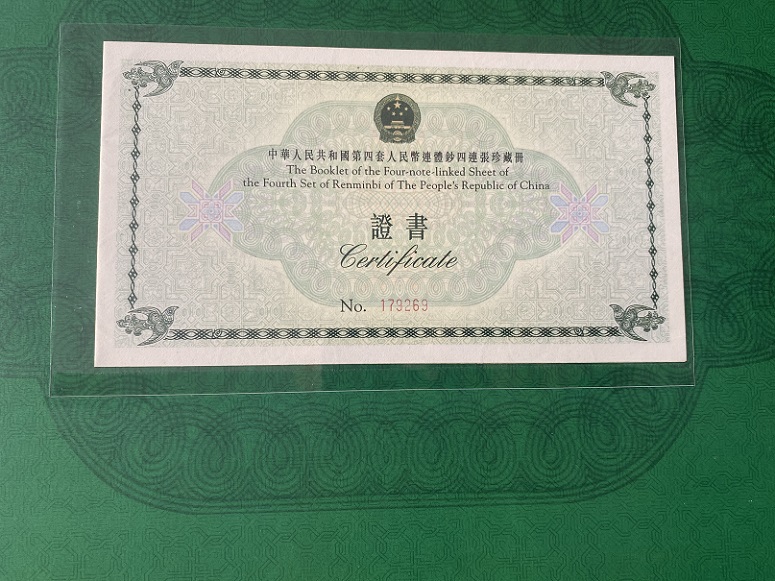 中華人民共和國第四套人民幣連體鈔四連張珍藏冊
The Booklet of the Four-note-linked Sheet of
the Fourth Set of Renminbi of The People's Republic of China
證書
Certificate
No. 179269